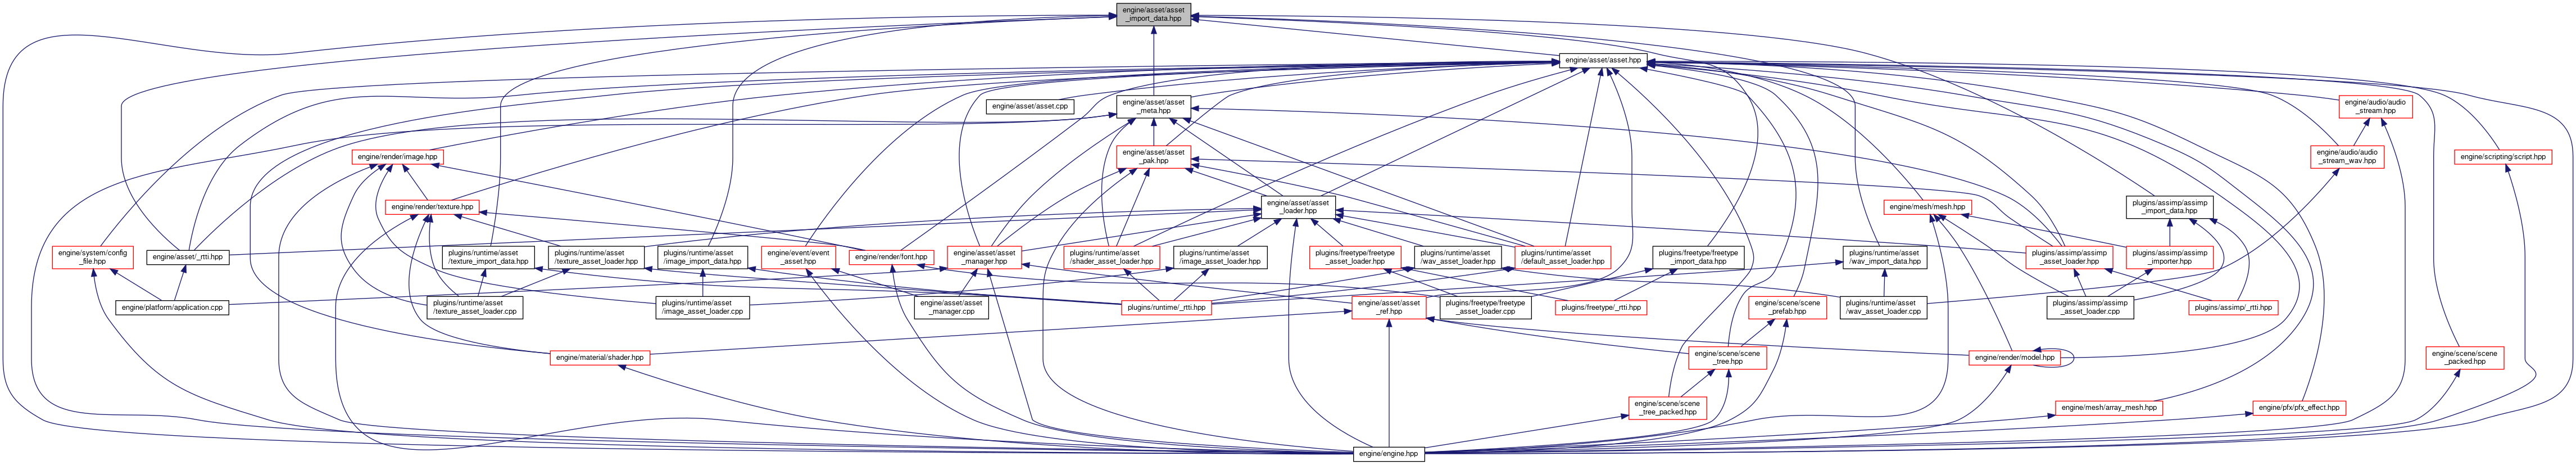 engine/asset/asset
_import_data.hpp
engine/asset/asset.hpp
engine/asset/asset.cpp
engine/asset/asset
_meta.hpp
engine/audio/audio
_stream.hpp
engine/render/image.hpp
engine/asset/asset
_pak.hpp
engine/audio/audio
_stream_wav.hpp
engine/scripting/script.hpp
engine/render/texture.hpp
engine/asset/asset
_loader.hpp
engine/mesh/mesh.hpp
plugins/assimp/assimp
_import_data.hpp
engine/system/config
_file.hpp
engine/asset/_rtti.hpp
plugins/runtime/asset
/texture_import_data.hpp
plugins/runtime/asset
/texture_asset_loader.hpp
plugins/runtime/asset
/image_import_data.hpp
engine/event/event
_asset.hpp
engine/render/font.hpp
engine/asset/asset
_manager.hpp
plugins/runtime/asset
/shader_asset_loader.hpp
plugins/runtime/asset
/image_asset_loader.hpp
plugins/freetype/freetype
_asset_loader.hpp
plugins/runtime/asset
/wav_asset_loader.hpp
plugins/runtime/asset
/default_asset_loader.hpp
plugins/freetype/freetype
_import_data.hpp
plugins/runtime/asset
/wav_import_data.hpp
plugins/assimp/assimp
_asset_loader.hpp
plugins/assimp/assimp
_importer.hpp
engine/platform/application.cpp
plugins/runtime/asset
/texture_asset_loader.cpp
plugins/runtime/asset
/image_asset_loader.cpp
engine/asset/asset
_manager.cpp
plugins/runtime/_rtti.hpp
engine/asset/asset
_ref.hpp
plugins/freetype/freetype
_asset_loader.cpp
plugins/freetype/_rtti.hpp
engine/scene/scene
_prefab.hpp
plugins/runtime/asset
/wav_asset_loader.cpp
plugins/assimp/assimp
_asset_loader.cpp
plugins/assimp/_rtti.hpp
engine/material/shader.hpp
engine/scene/scene
_tree.hpp
engine/render/model.hpp
engine/scene/scene
_packed.hpp
engine/scene/scene
_tree_packed.hpp
engine/mesh/array_mesh.hpp
engine/pfx/pfx_effect.hpp
engine/engine.hpp